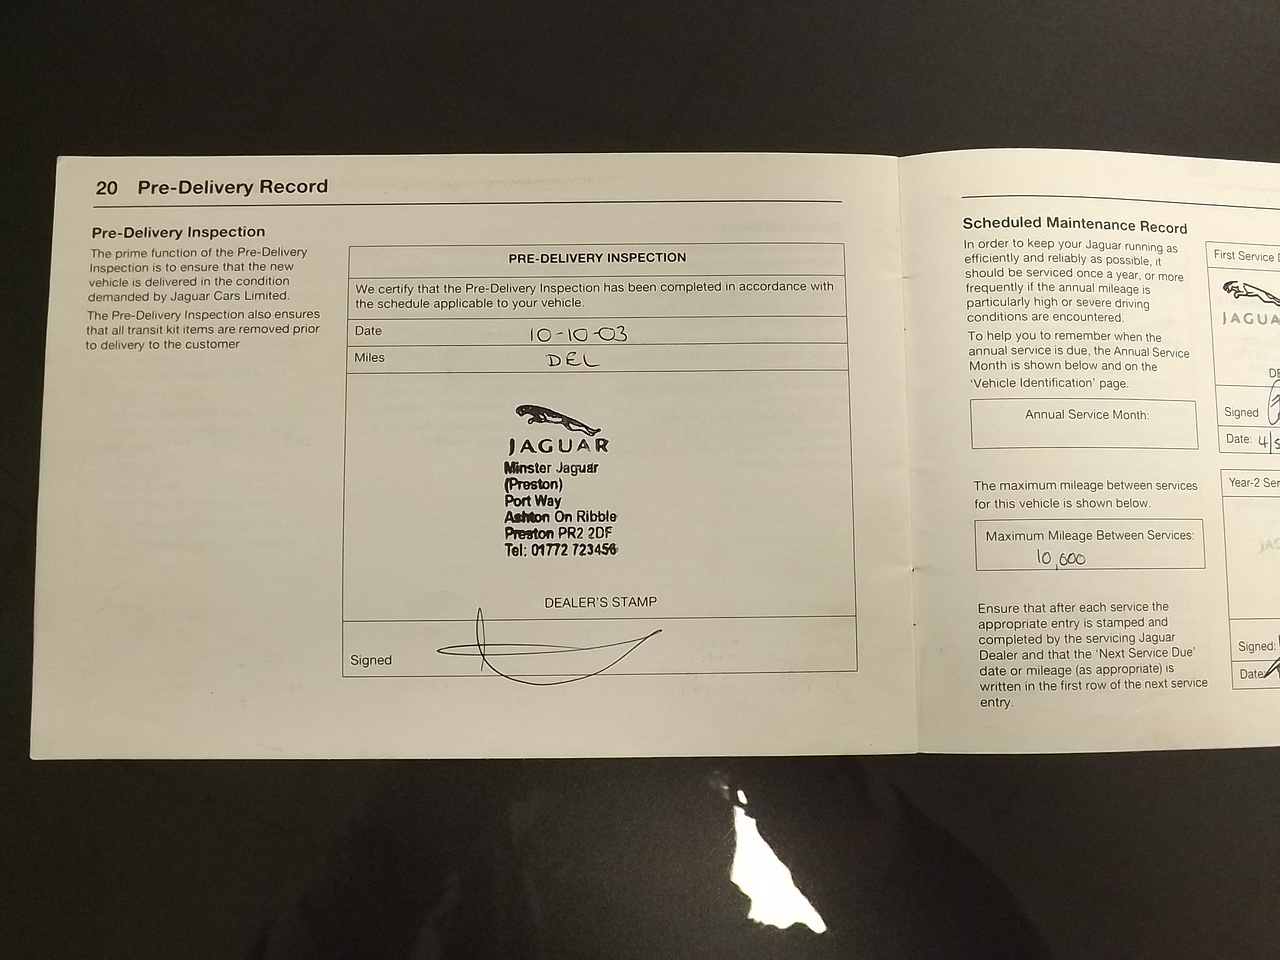 20 Pre-Delivery Record
Pre-Delivery Inspection
The prime function of the Pre-Delivery
Inspection is to ensure that the new
vehicle is delivered in the condition
demanded by Jaguar Cars Limited.
The Pre-Delivery Inspection also ensures
that all transit kit items are removed prior
to delivery to the customer
PRE-DELIVERY INSPECTION
We certify that the Pre-Delivery Inspection has been completed in accordance with
the schedule applicable to your vehicle.
Date 10-10-03
Miles DEL
JAGUAR
Minster Jaguar
(Preston)
Port Way
Ashton On Ribble
Preston PR2 2DF
Tel: 01772 723456
DEALER'S STAMP
Signed
Scheduled Maintenance Record
In order to keep your Jaguar running as
efficiently and reliably as possible, it
should be serviced once a year, or more
frequently if the annual mileage is
particularly high or severe driving
conditions are encountered.
To help you to remember when the
annual service is due, the Annual Service
Month is shown below and on the
'Vehicle Identification' page.
Annual Service Month:
The maximum mileage between services
for this vehicle is shown below.
Maximum Mileage Between Services:
10,000
Ensure that after each service the
appropriate entry is stamped and
completed by the servicing Jaguar
Dealer and that the 'Next Service Due'
date or mileage (as appropriate) is
written in the first row of the next service
entry.
First Service D
JAGUA
DE
Signed
Date: 4/5
Year-2 Ser
JAG
Signed:
Date